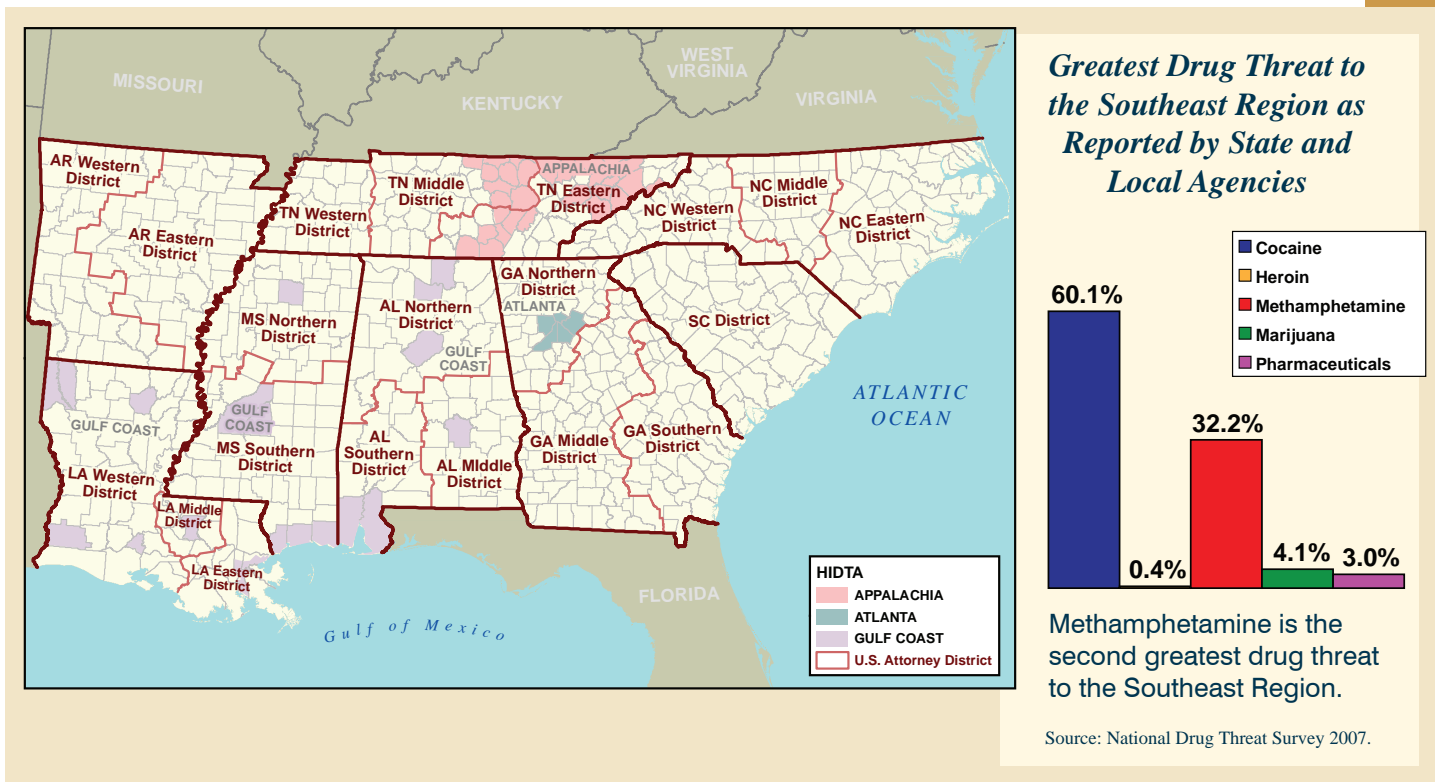 MISSOURI
WEST
VIRGINIA
KENTUCKY
VIRGINIA
AR Western
District
APPALACHIA
TN Middle
District
TN Eastern
District
NC Middle
District
TN Western
District
NC Western
District
NC Eastern
District
AR Eastern
District
GA Northern
District
ATLANTA
AL Northern
District
MS Northern
District
SC District
GULF
COAST
ATLANTIC
OCEAN
GULF
COAST
GULF COAST
AL
Southern
District
GA Middle
District
GA Southern
District
MS Southern
District
AL MIddle
District
LA Western
District
LA Middle
District
LA Eastern
District
FLORIDA
Gulf of Mexico
HIDTA
APPALACHIA
ATLANTA
GULF COAST
U.S. Attorney District
Greatest Drug Threat to
the Southeast Region as
Reported by State and
Local Agencies
Cocaine
Heroin
Methamphetamine
Marijuana
Pharmaceuticals
60.1%
0.4%
32.2%
4.1%
3.0%
Methamphetamine is the
second greatest drug threat
to the Southeast Region.
Source: National Drug Threat Survey 2007.